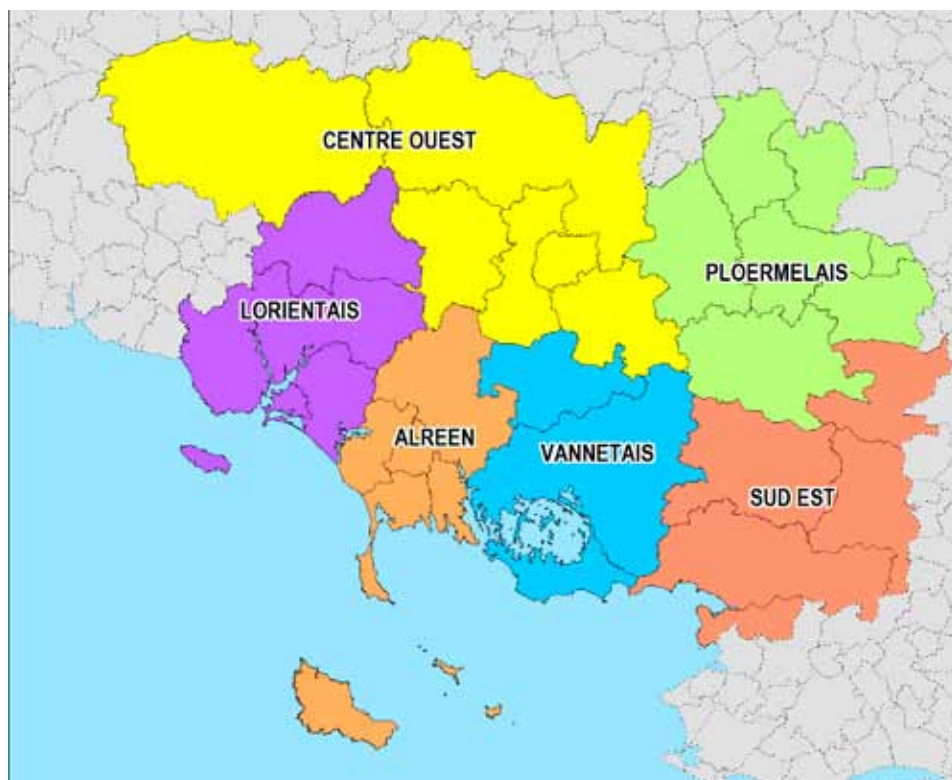 CENTRE OUEST
PLOERMELAIS
LORIENTAIS
ALREEN
VANNETAIS
SUD EST